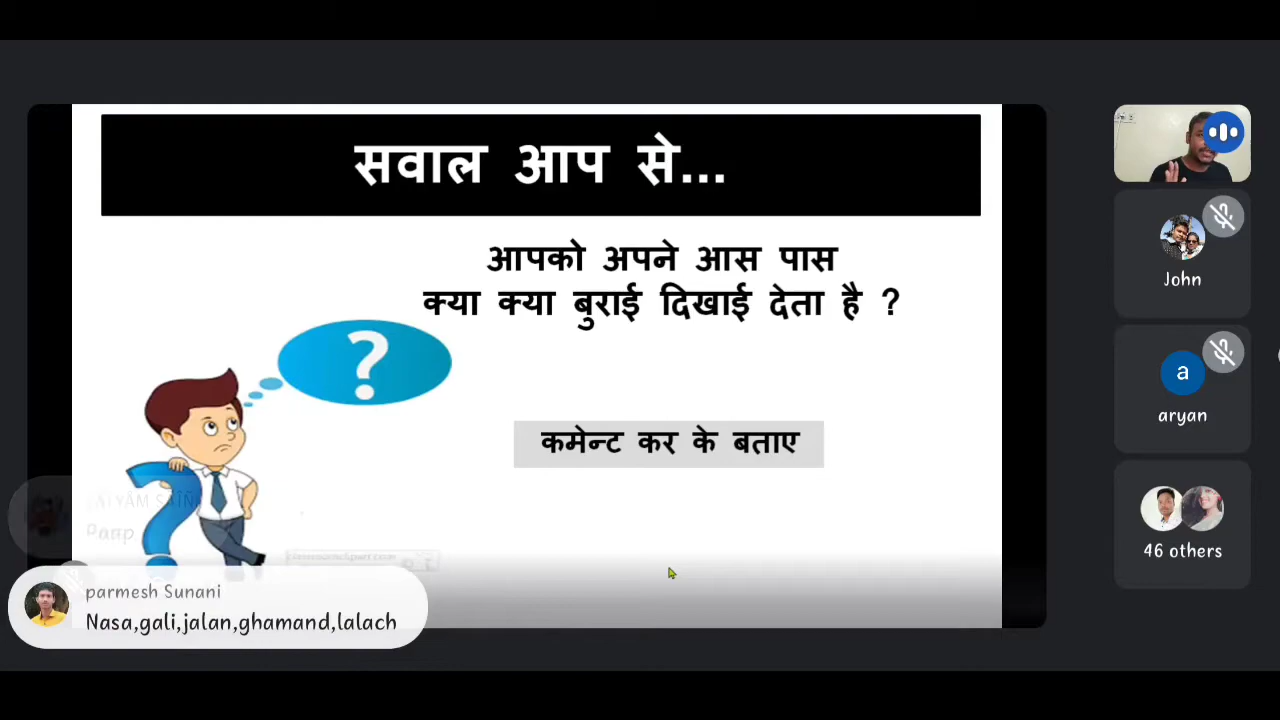 सवाल आप से...
आपको अपने आस पास
क्या क्या बुराई दिखाई देता है ?
?
कमेन्ट कर के बताए
Paap
parmesh Sunani
Nasa,gali,jalan,ghamand,lalach
John
a
aryan
46 others